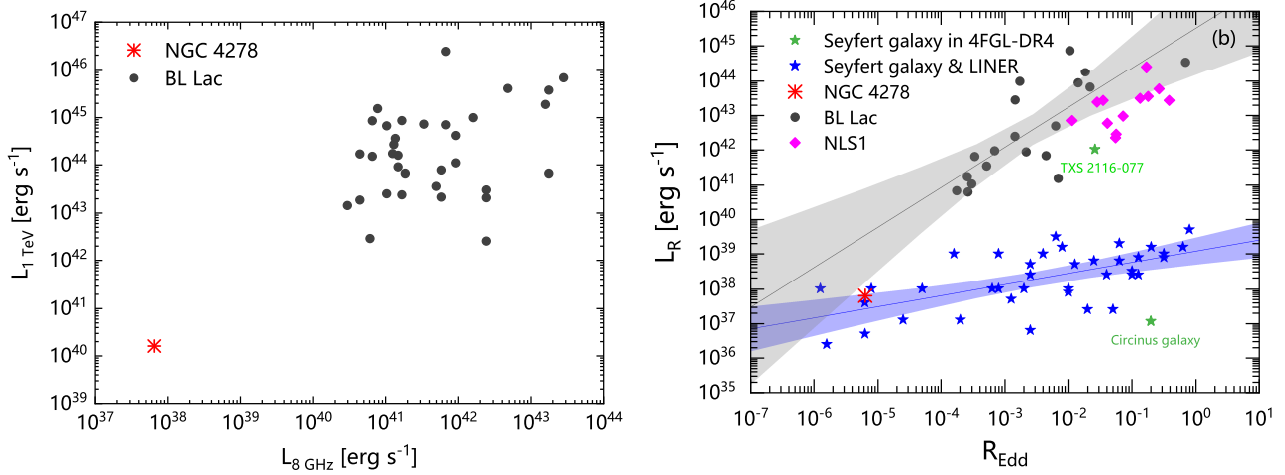 10^47
10^46
10^45
10^44
10^43
10^42
10^41
10^40
10^39
L_1 TeV [erg s^-1]
NGC 4278
BL Lac
10^37 10^38 10^39 10^40 10^41 10^42 10^43 10^44
L_8 GHz [erg s^-1]
10^46
10^45
10^44
10^43
10^42
10^41
10^40
10^39
10^38
10^37
10^36
10^35
L_R [erg s^-1]
(b)
Seyfert galaxy in 4FGL-DR4
Seyfert galaxy & LINER
NGC 4278
BL Lac
NLS1
TXS 2116-077
Circinus galaxy
10^-7 10^-6 10^-5 10^-4 10^-3 10^-2 10^-1 10^0 10^1
R_Edd